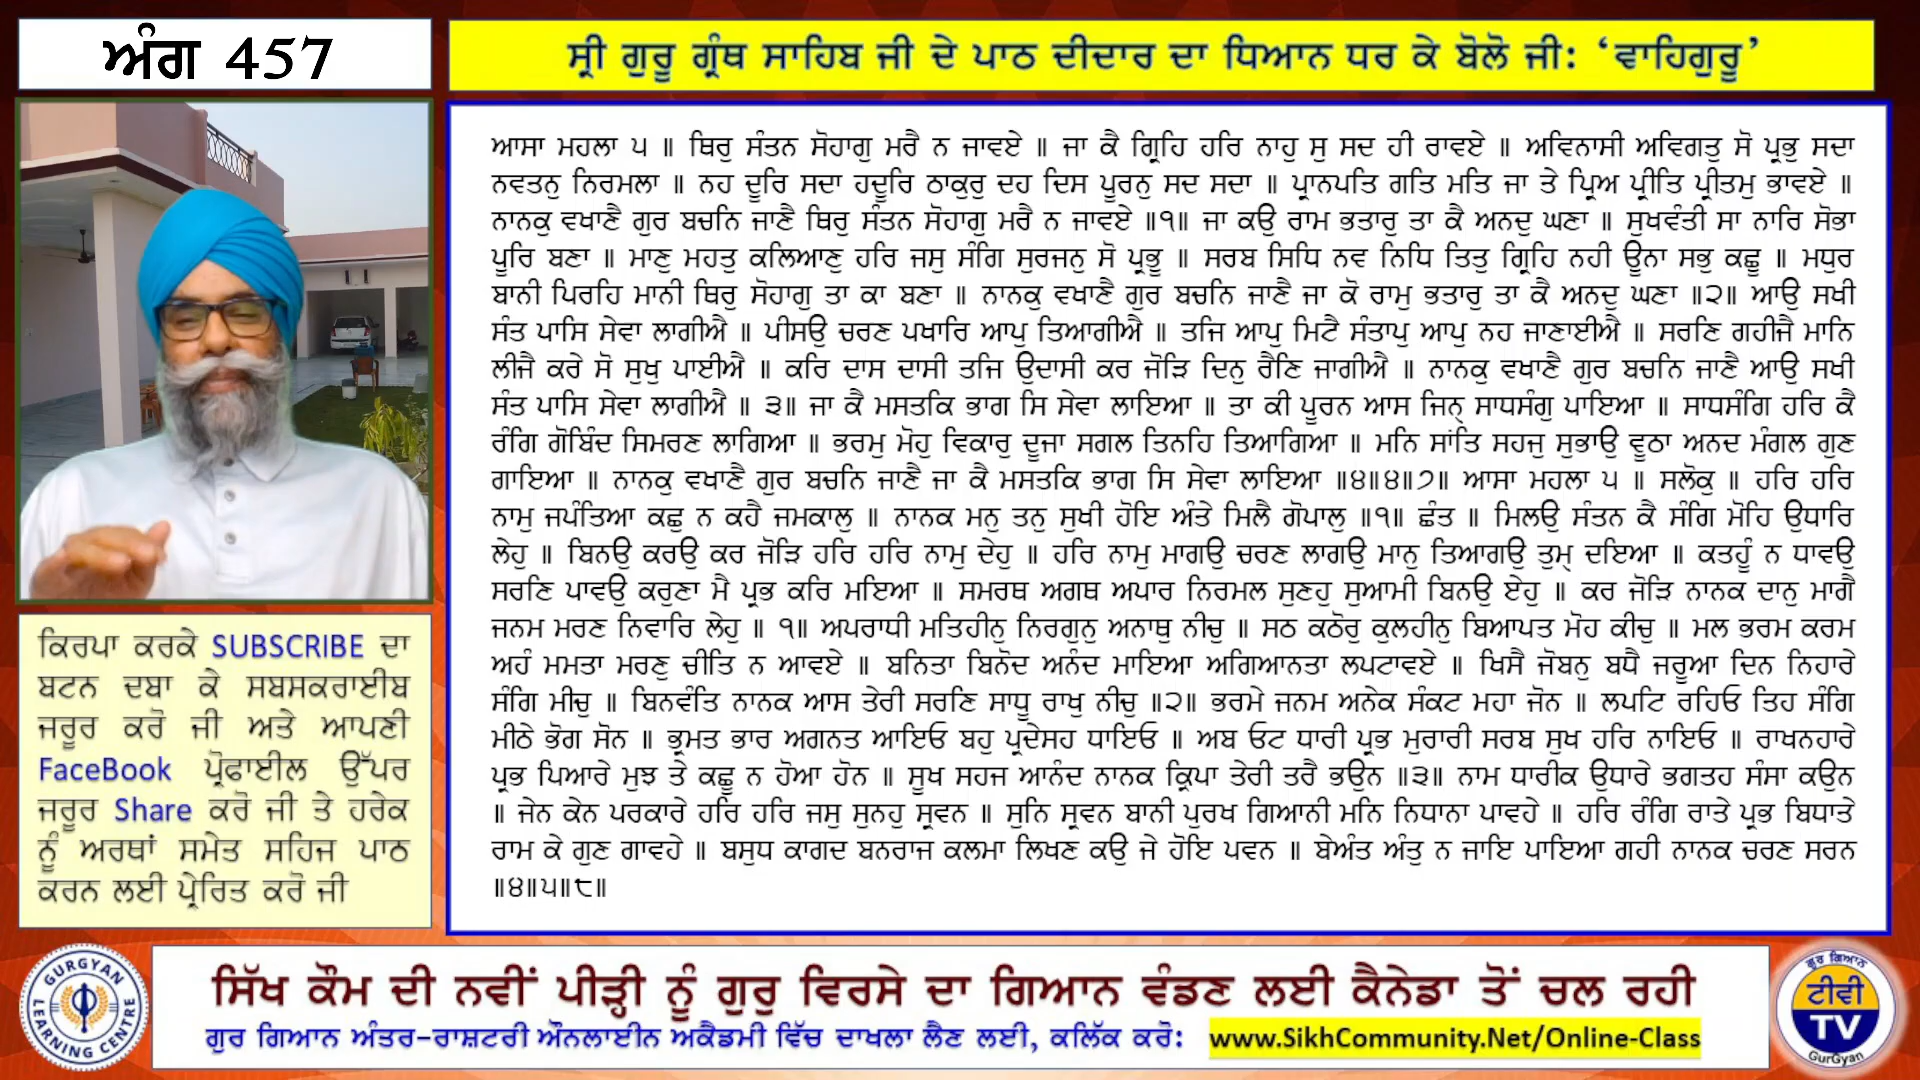 ਅੰਗ 457
ਸ੍ਰੀ ਗੁਰੂ ਗ੍ਰੰਥ ਸਾਹਿਬ ਜੀ ਦੇ ਪਾਠ ਦੀਦਾਰ ਦਾ ਧਿਆਨ ਧਰ ਕੇ ਬੋਲੋ ਜੀ: ‘ਵਾਹਿਗੁਰੂ’
ਆਸਾ ਮਹਲਾ ੫ ॥ ਥਿਰੁ ਸੰਤਨ ਸੋਹਾਗੁ ਮਰੈ ਨ ਜਾਵਏ ॥ ਜਾ ਕੈ ਗ੍ਰਿਹਿ ਹਰਿ ਨਾਹੁ ਸੁ ਸਦ ਹੀ ਰਾਵਏ ॥ ਅਵਿਨਾਸੀ ਅਵਿਗਤੁ ਸੋ ਪ੍ਰਭੁ ਸਦਾ
ਨਵਤਨੁ ਨਿਰਮਲਾ ॥ ਨਹ ਦੂਰਿ ਸਦਾ ਹਦੂਰਿ ਠਾਕੁਰੁ ਦਹ ਦਿਸ ਪੂਰਨੁ ਸਦ ਸਦਾ ॥ ਪ੍ਰਾਨਪਤਿ ਗਤਿ ਮਤਿ ਜਾ ਤੇ ਪ੍ਰਿਅ ਪ੍ਰੀਤਿ ਪ੍ਰੀਤਮੁ ਭਾਵਏ ॥
ਨਾਨਕੁ ਵਖਾਣੈ ਗੁਰ ਬਚਨਿ ਜਾਣੈ ਥਿਰੁ ਸੰਤਨ ਸੋਹਾਗੁ ਮਰੈ ਨ ਜਾਵਏ ॥੧॥ ਜਾ ਕਉ ਰਾਮ ਭਤਾਰੁ ਤਾ ਕੈ ਅਨਦੁ ਘਣਾ ॥ ਸੁਖਵੰਤੀ ਸਾ ਨਾਰਿ ਸੋਭਾ
ਪੂਰਿ ਬਣਾ ॥ ਮਾਣੁ ਮਹਤੁ ਕਲਿਆਣੁ ਹਰਿ ਜਸੁ ਸੰਗਿ ਸੁਰਜਨੁ ਸੋ ਪ੍ਰਭੂ ॥ ਸਰਬ ਸਿਧਿ ਨਵ ਨਿਧਿ ਤਿਤੁ ਗ੍ਰਿਹਿ ਨਹੀ ਊਨਾ ਸਭੁ ਕਛੂ ॥ ਮਧੁਰ
ਬਾਨੀ ਪਿਰਹਿ ਮਾਨੀ ਥਿਰੁ ਸੋਹਾਗੁ ਤਾ ਕਾ ਬਣਾ ॥ ਨਾਨਕੁ ਵਖਾਣੈ ਗੁਰ ਬਚਨਿ ਜਾਣੈ ਜਾ ਕੋ ਰਾਮੁ ਭਤਾਰੁ ਤਾ ਕੈ ਅਨਦੁ ਘਣਾ ॥੨॥ ਆਉ ਸਖੀ
ਸੰਤ ਪਾਸਿ ਸੇਵਾ ਲਾਗੀਐ ॥ ਪੀਸਉ ਚਰਣ ਪਖਾਰਿ ਆਪੁ ਤਿਆਗੀਐ ॥ ਤਜਿ ਆਪੁ ਮਿਟੈ ਸੰਤਾਪੁ ਆਪੁ ਨਹ ਜਾਣਾਈਐ ॥ ਸਰਣਿ ਗਹੀਜੈ ਮਾਨਿ
ਲੀਜੈ ਕਰੇ ਸੋ ਸੁਖੁ ਪਾਈਐ ॥ ਕਰਿ ਦਾਸ ਦਾਸੀ ਤਜਿ ਉਦਾਸੀ ਕਰ ਜੋੜਿ ਦਿਨੁ ਰੈਣਿ ਜਾਗੀਐ ॥ ਨਾਨਕੁ ਵਖਾਣੈ ਗੁਰ ਬਚਨਿ ਜਾਣੈ ਆਉ ਸਖੀ
ਸੰਤ ਪਾਸਿ ਸੇਵਾ ਲਾਗੀਐ ॥ ੩॥ ਜਾ ਕੈ ਮਸਤਕਿ ਭਾਗ ਸਿ ਸੇਵਾ ਲਾਇਆ ॥ ਤਾ ਕੀ ਪੂਰਨ ਆਸ ਜਿਨ੍ ਸਾਧਸੰਗੁ ਪਾਇਆ ॥ ਸਾਧਸੰਗਿ ਹਰਿ ਕੈ
ਰੰਗਿ ਗੋਬਿੰਦ ਸਿਮਰਣ ਲਾਗਿਆ ॥ ਭਰਮੁ ਮੋਹੁ ਵਿਕਾਰੁ ਦੂਜਾ ਸਗਲ ਤਿਨਹਿ ਤਿਆਗਿਆ ॥ ਮਨਿ ਸਾਂਤਿ ਸਹਜੁ ਸੁਭਾਉ ਵੂਠਾ ਅਨਦ ਮੰਗਲ ਗੁਣ
ਗਾਇਆ ॥ ਨਾਨਕੁ ਵਖਾਣੈ ਗੁਰ ਬਚਨਿ ਜਾਣੈ ਜਾ ਕੈ ਮਸਤਕਿ ਭਾਗ ਸਿ ਸੇਵਾ ਲਾਇਆ ॥੪॥੪॥੭॥ ਆਸਾ ਮਹਲਾ ੫ ॥ ਸਲੋਕੁ ॥ ਹਰਿ ਹਰਿ
ਨਾਮੁ ਜਪੰਤਿਆ ਕਛੁ ਨ ਕਹੈ ਜਮਕਾਲੁ ॥ ਨਾਨਕ ਮਨੁ ਤਨੁ ਸੁਖੀ ਹੋਇ ਅੰਤੇ ਮਿਲੈ ਗੋਪਾਲੁ ॥੧॥ ਛੰਤ ॥ ਮਿਲਉ ਸੰਤਨ ਕੈ ਸੰਗਿ ਮੋਹਿ ਉਧਾਰਿ
ਲੇਹੁ ॥ ਬਿਨਉ ਕਰਉ ਕਰ ਜੋੜਿ ਹਰਿ ਹਰਿ ਨਾਮੁ ਦੇਹੁ ॥ ਹਰਿ ਨਾਮੁ ਮਾਗਉ ਚਰਣ ਲਾਗਉ ਮਾਨੁ ਤਿਆਗਉ ਤੁਮ੍ ਦਇਆ ॥ ਕਤਹੂੰ ਨ ਧਾਵਉ
ਸਰਣਿ ਪਾਵਉ ਕਰੁਣਾ ਮੈ ਪ੍ਰਭ ਕਰਿ ਮਇਆ ॥ ਸਮਰਥ ਅਗਥ ਅਪਾਰ ਨਿਰਮਲ ਸੁਣਹੁ ਸੁਆਮੀ ਬਿਨਉ ਏਹੁ ॥ ਕਰ ਜੋੜਿ ਨਾਨਕ ਦਾਨੁ ਮਾਗੈ
ਜਨਮ ਮਰਣ ਨਿਵਾਰਿ ਲੇਹੁ ॥ ੧॥ ਅਪਰਾਧੀ ਮਤਿਹੀਨੁ ਨਿਰਗੁਨੁ ਅਨਾਥੁ ਨੀਚੁ ॥ ਸਠ ਕਠੋਰੁ ਕੁਲਹੀਨੁ ਬਿਆਪਤ ਮੋਹ ਕੀਚੁ ॥ ਮਲ ਭਰਮ ਕਰਮ
ਅਹੰ ਮਮਤਾ ਮਰਣੁ ਚੀਤਿ ਨ ਆਵਏ ॥ ਬਨਿਤਾ ਬਿਨੋਦ ਅਨੰਦ ਮਾਇਆ ਅਗਿਆਨਤਾ ਲਪਟਾਵਏ ॥ ਖਿਸੈ ਜੋਬਨੁ ਬਧੈ ਜਰੂਆ ਦਿਨ ਨਿਹਾਰੇ
ਸੰਗਿ ਮੀਚੁ ॥ ਬਿਨਵੰਤਿ ਨਾਨਕ ਆਸ ਤੇਰੀ ਸਰਣਿ ਸਾਧੂ ਰਾਖੁ ਨੀਚੁ ॥੨॥ ਭਰਮੇ ਜਨਮ ਅਨੇਕ ਸੰਕਟ ਮਹਾ ਜੋਨ ॥ ਲਪਟਿ ਰਹਿਓ ਤਿਹ ਸੰਗਿ
ਮੀਠੇ ਭੋਗ ਸੋਨ ॥ ਭ੍ਰਮਤ ਭਾਰ ਅਗਨਤ ਆਇਓ ਬਹੁ ਪ੍ਰਦੇਸਹ ਧਾਇਓ ॥ ਅਬ ਓਟ ਧਾਰੀ ਪ੍ਰਭ ਮੁਰਾਰੀ ਸਰਬ ਸੁਖ ਹਰਿ ਨਾਇਓ ॥ ਰਾਖਨਹਾਰੇ
ਪ੍ਰਭ ਪਿਆਰੇ ਮੁਝ ਤੇ ਕਛੂ ਨ ਹੋਆ ਹੋਨ ॥ ਸੂਖ ਸਹਜ ਆਨੰਦ ਨਾਨਕ ਕ੍ਰਿਪਾ ਤੇਰੀ ਤਰੈ ਭਉਨ ॥੩॥ ਨਾਮ ਧਾਰੀਕ ਉਧਾਰੇ ਭਗਤਹ ਸੰਸਾ ਕਉਨ
॥ ਜੇਨ ਕੇਨ ਪਰਕਾਰੇ ਹਰਿ ਹਰਿ ਜਸੁ ਸੁਨਹੁ ਸ੍ਰਵਨ ॥ ਸੁਨਿ ਸ੍ਰਵਨ ਬਾਨੀ ਪੁਰਖ ਗਿਆਨੀ ਮਨਿ ਨਿਧਾਨਾ ਪਾਵਹੇ ॥ ਹਰਿ ਰੰਗਿ ਰਾਤੇ ਪ੍ਰਭ ਬਿਧਾਤੇ
ਰਾਮ ਕੇ ਗੁਣ ਗਾਵਹੇ ॥ ਬਸੁਧ ਕਾਗਦ ਬਨਰਾਜ ਕਲਮਾ ਲਿਖਣ ਕਉ ਜੇ ਹੋਇ ਪਵਨ ॥ ਬੇਅੰਤ ਅੰਤੁ ਨ ਜਾਇ ਪਾਇਆ ਗਹੀ ਨਾਨਕ ਚਰਣ ਸਰਨ
॥੪॥੫॥੮॥
ਕਿਰਪਾ ਕਰਕੇ SUBSCRIBE ਦਾ
ਬਟਨ ਦਬਾ ਕੇ ਸਬਸਕਰਾਈਬ
ਜਰੂਰ ਕਰੋ ਜੀ ਅਤੇ ਆਪਣੀ
FaceBook ਪ੍ਰੋਫਾਈਲ ਉੱਪਰ
ਜਰੂਰ Share ਕਰੋ ਜੀ ਤੇ ਹਰੇਕ
ਨੂੰ ਅਰਥਾਂ ਸਮੇਤ ਸਹਿਜ ਪਾਠ
ਕਰਨ ਲਈ ਪ੍ਰੇਰਿਤ ਕਰੋ ਜੀ
GURGYAN
LEARNING CENTRE
ਸਿੱਖ ਕੌਮ ਦੀ ਨਵੀਂ ਪੀੜ੍ਹੀ ਨੂੰ ਗੁਰੁ ਵਿਰਸੇ ਦਾ ਗਿਆਨ ਵੰਡਣ ਲਈ ਕੈਨੇਡਾ ਤੋਂ ਚਲ ਰਹੀ
ਗੁਰ ਗਿਆਨ ਅੰਤਰ-ਰਾਸ਼ਟਰੀ ਔਨਲਾਈਨ ਅਕੈਡਮੀ ਵਿੱਚ ਦਾਖਲਾ ਲੈਣ ਲਈ, ਕਲਿੱਕ ਕਰੋ: www.SikhCommunity.Net/Online-Class
ਗੁਰ ਗਿਆਨ
ਟੀਵੀ
TV
GurGyan